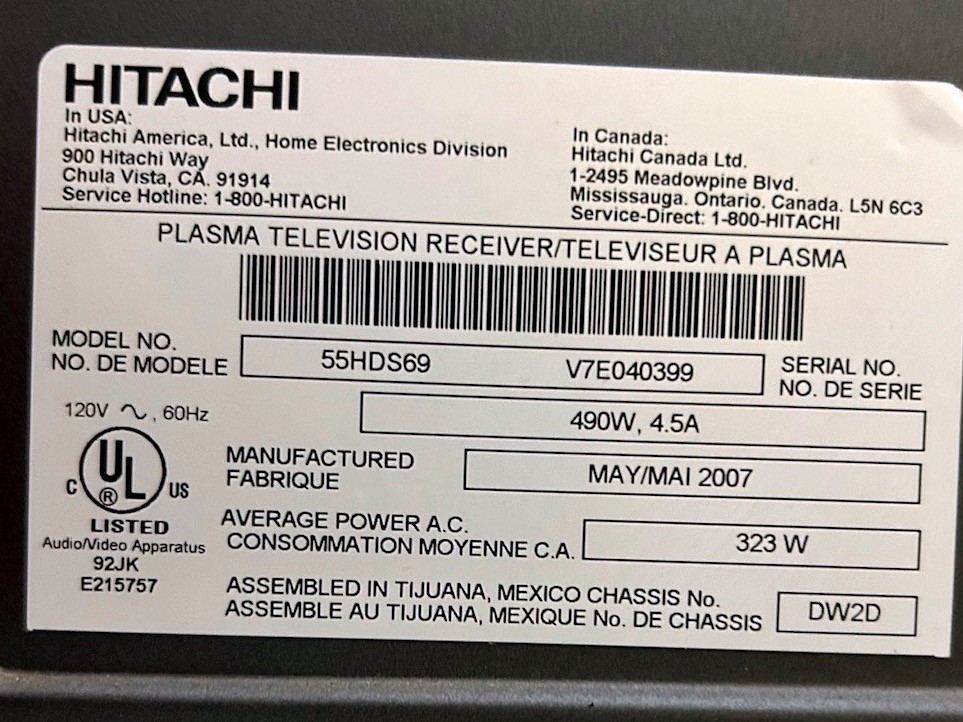 HITACHI
In USA:
Hitachi America, Ltd., Home Electronics Division
900 Hitachi Way
Chula Vista, CA. 91914
Service Hotline: 1-800-HITACHI
In Canada:
Hitachi Canada Ltd.
1-2495 Meadowpine Blvd.
Mississauga. Ontario. Canada. L5N 6C3
Service-Direct: 1-800-HITACHI
PLASMA TELEVISION RECEIVER/TELEVISEUR A PLASMA
MODEL NO.
NO. DE MODELE
55HDS69 V7E040399
SERIAL NO.
NO. DE SERIE
120V ~, 60Hz
490W, 4.5A
MANUFACTURED
FABRIQUE
MAY/MAI 2007
C UL ® US
LISTED
Audio/Video Apparatus
92JK
E215757
AVERAGE POWER A.C.
CONSOMMATION MOYENNE C.A.
323 W
ASSEMBLED IN TIJUANA, MEXICO CHASSIS No.
ASSEMBLE AU TIJUANA, MEXIQUE No. DE CHASSIS
DW2D